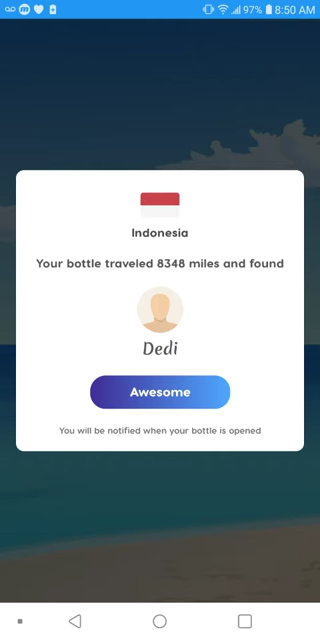 97% 8:50 AM
Indonesia
Your bottle traveled 8348 miles and found
Dedi
Awesome
You will be notified when your bottle is opened